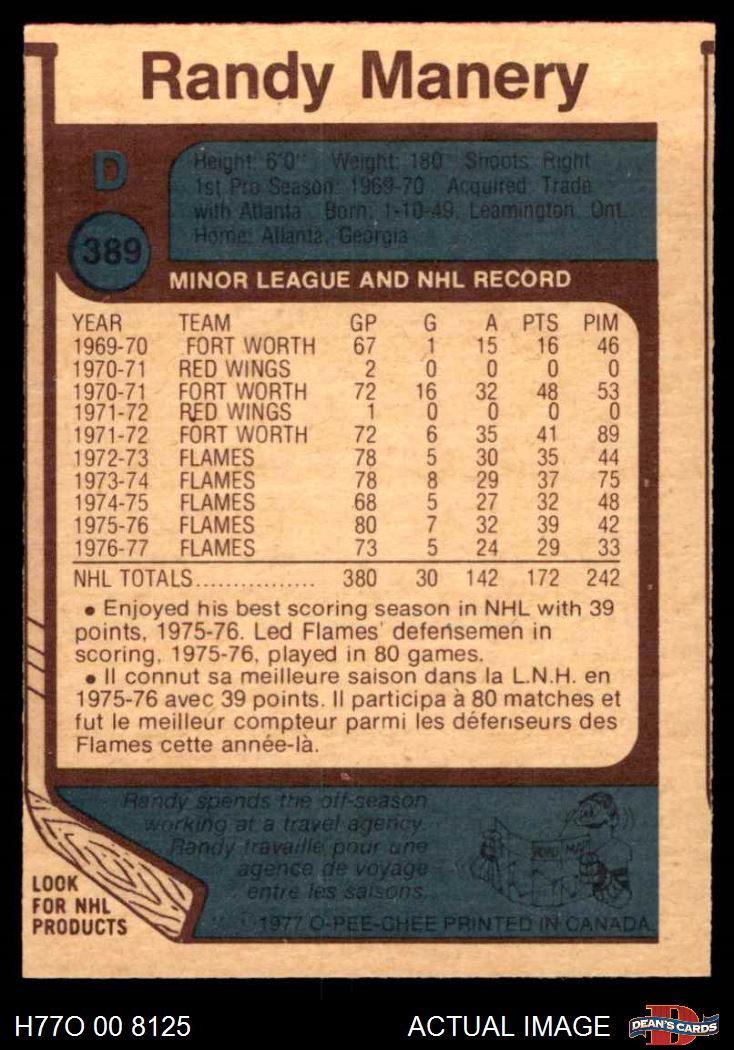 Randy Manery
D
389
Height: 6'0" Weight: 180 Shoots: Right
1st Pro Season: 1969-70 Acquired: Trade
with Atlanta Born: 1-10-49, Leamington, Ont.
Home: Atlanta, Georgia
MINOR LEAGUE AND NHL RECORD
YEAR TEAM GP G A PTS PIM
1969-70 FORT WORTH 67 1 15 16 46
1970-71 RED WINGS 2 0 0 0 0
1970-71 FORT WORTH 72 16 32 48 53
1971-72 RED WINGS 1 0 0 0 0
1971-72 FORT WORTH 72 6 35 41 89
1972-73 FLAMES 78 5 30 35 44
1973-74 FLAMES 78 8 29 37 75
1974-75 FLAMES 68 5 27 32 48
1975-76 FLAMES 80 7 32 39 42
1976-77 FLAMES 73 5 24 29 33
NHL TOTALS................ 380 30 142 172 242
• Enjoyed his best scoring season in NHL with 39
points, 1975-76. Led Flames' defensemen in
scoring, 1975-76, played in 80 games.
• Il connut sa meilleure saison dans la L.N.H. en
1975-76 avec 39 points. Il participa à 80 matches et
fut le meilleur compteur parmi les défenseurs des
Flames cette année-là.
Randy spends the off-season
working at a travel agency.
Randy travaille pour une
agence de voyage
entre les saisons.
LOOK
FOR NHL
PRODUCTS
©1977 O-PEE-CHEE PRINTED IN CANADA
H77O 00 8125 ACTUAL IMAGE DEAN'S CARDS